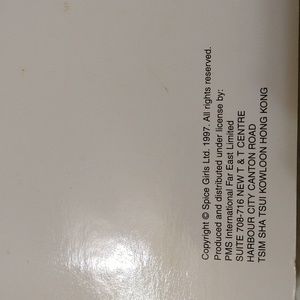 Copyright © Spice Girls Ltd. 1997. All rights reserved.
Produced and distributed under license by:
PMS International Far East Limited
SUITE 708-716 NEW T & T CENTRE
HARBOUR CITY CANTON ROAD
TSIM SHA TSUI KOWLOON HONG KONG